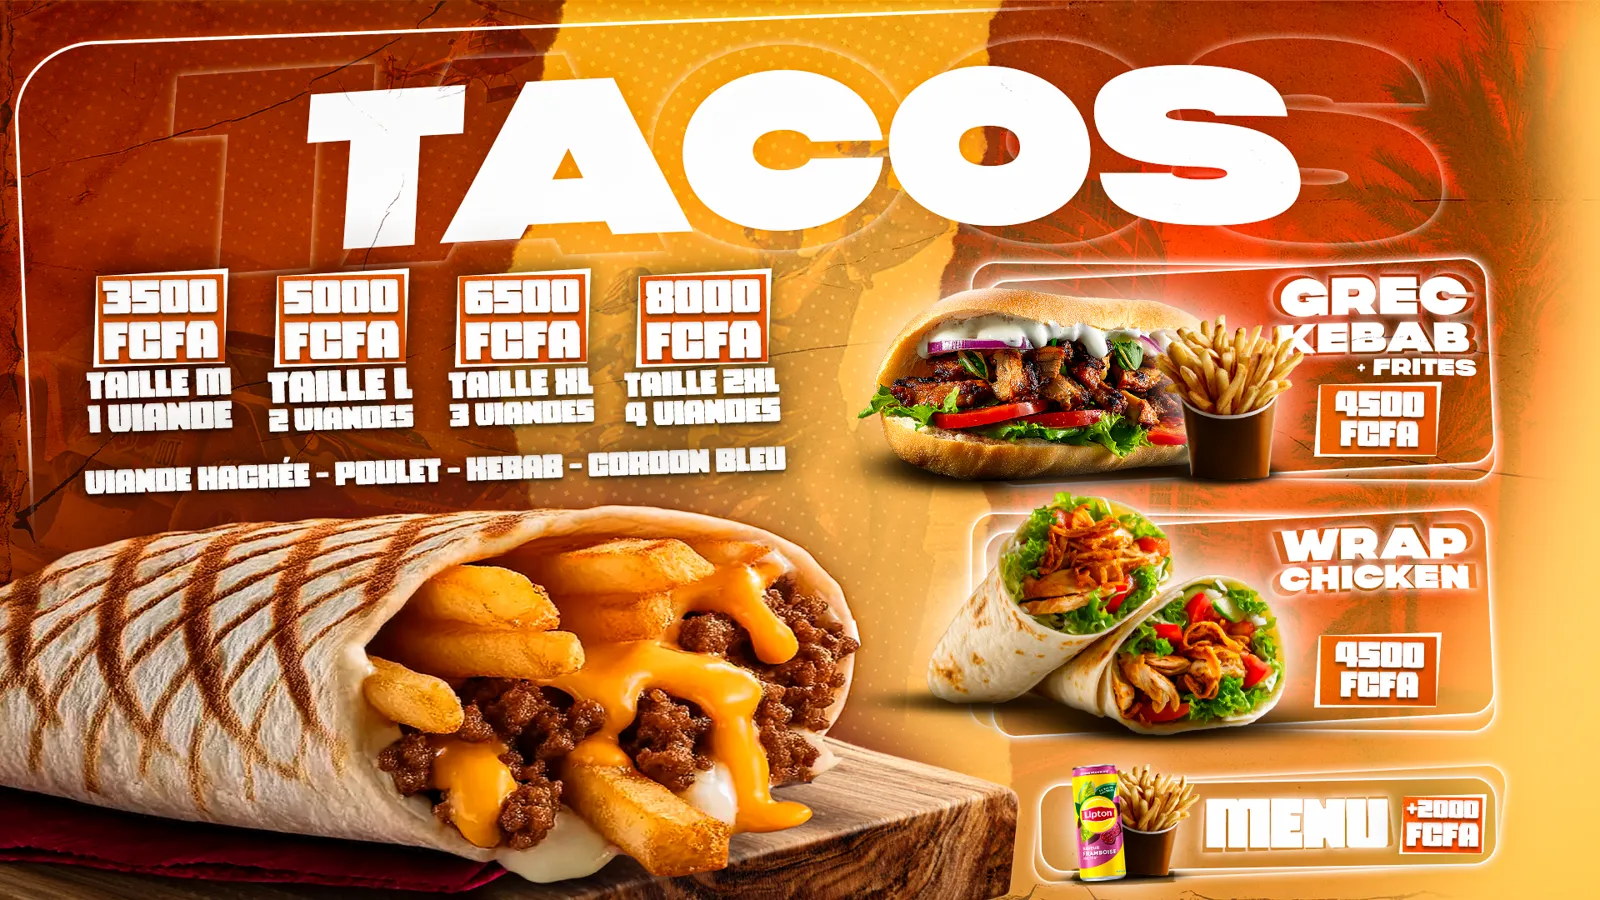 TACOS
3500
FCFA
TAILLE M
1 VIANDE
5000
FCFA
TAILLE L
2 VIANDES
6500
FCFA
TAILLE XL
3 VIANDES
8000
FCFA
TAILLE 2XL
4 VIANDES
VIANDE HACHÉE - POULET - KEBAB - CORDON BLEU
GREC
KEBAB
+ FRITES
4500
FCFA
WRAP
CHICKEN
4500
FCFA
Lipton
FRAMBOISE
MENU
+2000
FCFA